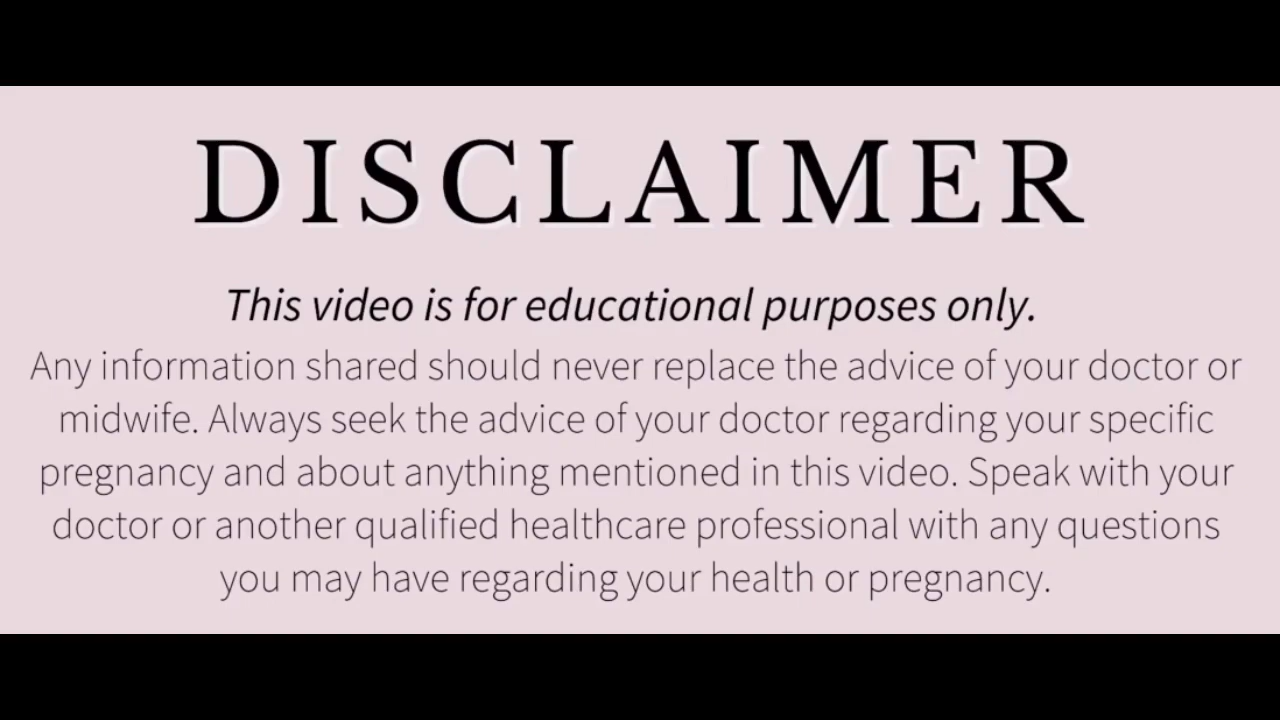 DISCLAIMER
This video is for educational purposes only.
Any information shared should never replace the advice of your doctor or
midwife. Always seek the advice of your doctor regarding your specific
pregnancy and about anything mentioned in this video. Speak with your
doctor or another qualified healthcare professional with any questions
you may have regarding your health or pregnancy.